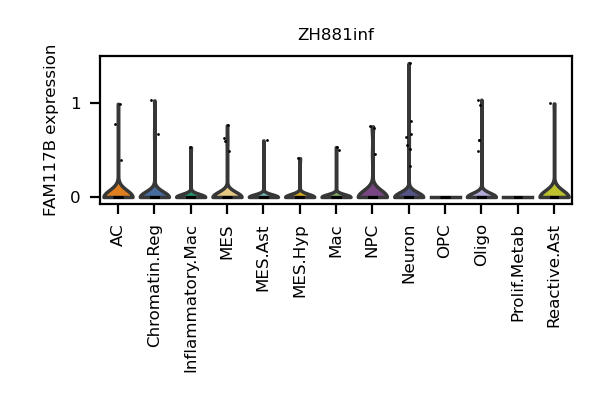 ZH881inf
FAM117B expression
1
0
AC
Chromatin.Reg
Inflammatory.Mac
MES
MES.Ast
MES.Hyp
Mac
NPC
Neuron
OPC
Oligo
Prolif.Metab
Reactive.Ast